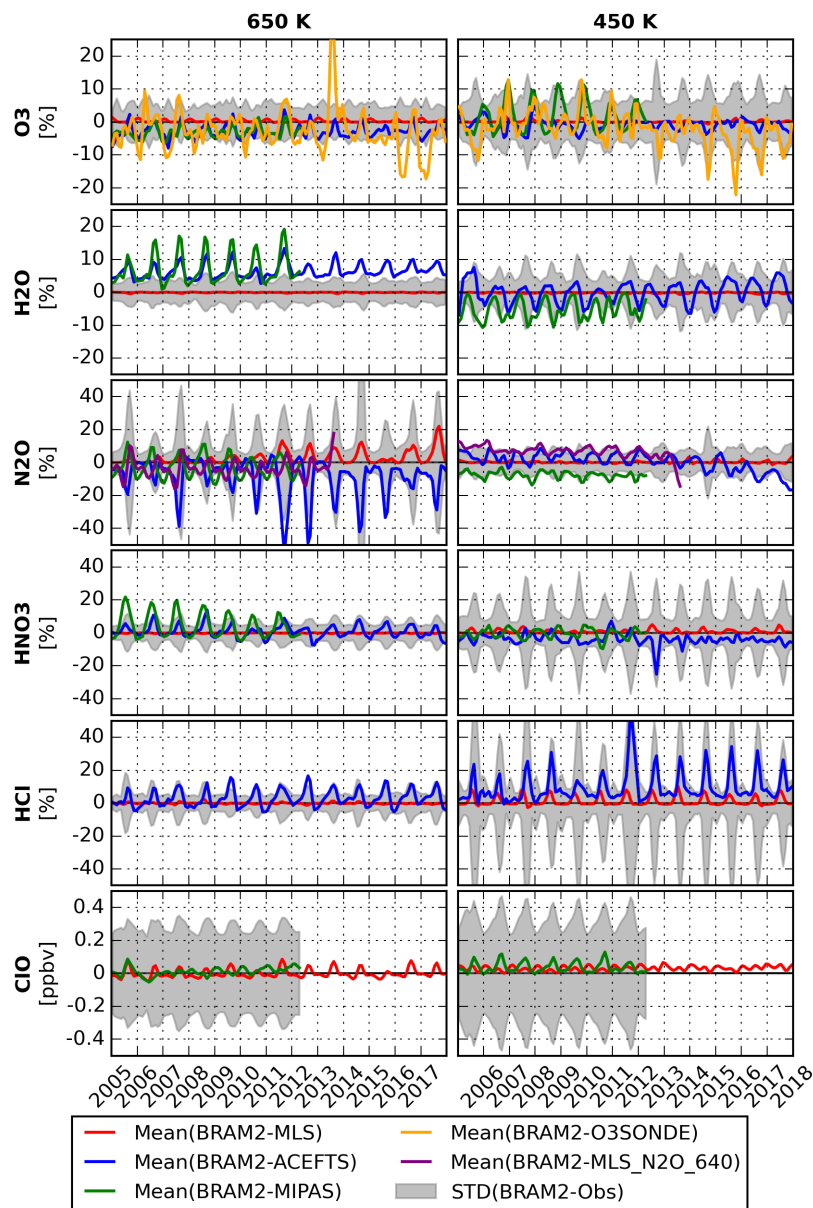 650 K 450 K
O3
[%]
20
10
0
-10
-20
H2O
[%]
20
10
0
-10
-20
N2O
[%]
40
20
0
-20
-40
HNO3
[%]
40
20
0
-20
-40
HCl
[%]
40
20
0
-20
-40
ClO
[ppbv]
0.4
0.2
0
-0.2
-0.4
2005 2006 2007 2008 2009 2010 2011 2012 2013 2014 2015 2016 2017
2006 2007 2008 2009 2010 2011 2012 2013 2014 2015 2016 2017 2018
Mean(BRAM2-MLS) Mean(BRAM2-O3SONDE)
Mean(BRAM2-ACEFTS) Mean(BRAM2-MLS_N2O_640)
Mean(BRAM2-MIPAS) STD(BRAM2-Obs)